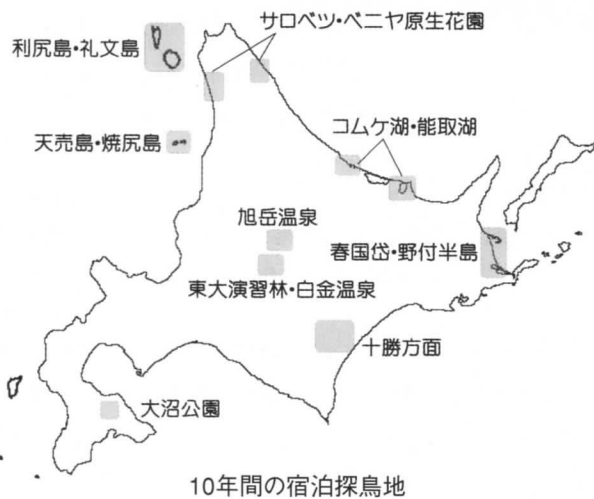 サロベツ・ベニヤ原生花園
利尻島・礼文島
コムケ湖・能取湖
天売島・焼尻島
旭岳温泉
春国岱・野付半島
東大演習林・白金温泉
十勝方面
大沼公園
10年間の宿泊探鳥地